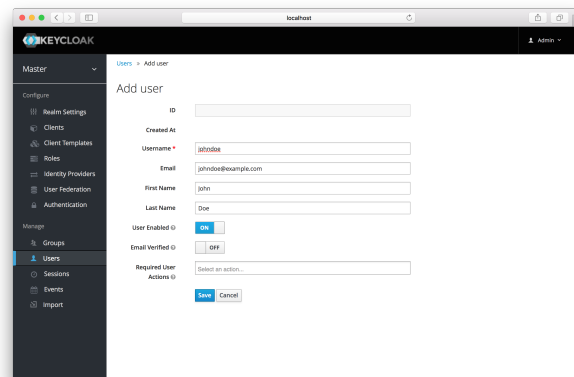 localhost
KEYCLOAK
Admin
Master
Users > Add user
Add user
Configure
Realm Settings
Clients
Client Templates
Roles
Identity Providers
User Federation
Authentication
Manage
Groups
Users
Sessions
Events
Import
ID
Created At
Username * johndoe
Email johndoe@example.com
First Name John
Last Name Doe
User Enabled ON
Email Verified OFF
Required User Actions Select an action...
Save Cancel